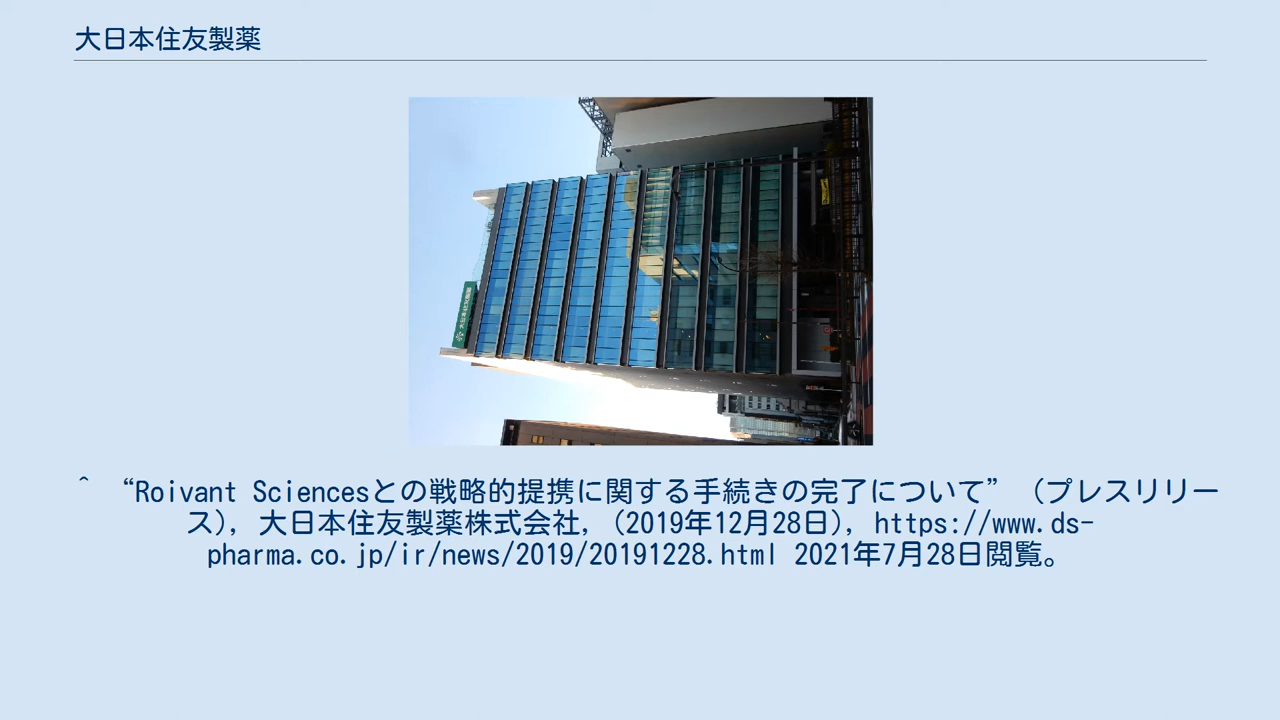 大日本住友製薬
^ “Roivant Sciencesとの戦略的提携に関する手続きの完了について” (プレスリリー
ス), 大日本住友製薬株式会社, (2019年12月28日), https://www.ds-
pharma.co.jp/ir/news/2019/20191228.html 2021年7月28日閲覧。